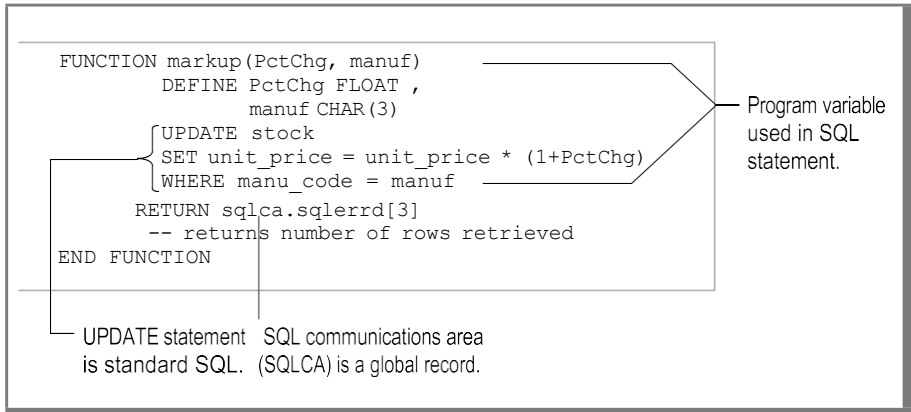 FUNCTION markup(PctChg, manuf)
DEFINE PctChg FLOAT ,
manuf CHAR(3)
UPDATE stock
SET unit_price = unit_price * (1+PctChg)
WHERE manu_code = manuf
RETURN sqlca.sqlerrd[3]
-- returns number of rows retrieved
END FUNCTION
Program variable
used in SQL
statement.
UPDATE statement
is standard SQL.
SQL communications area
(SQLCA) is a global record.